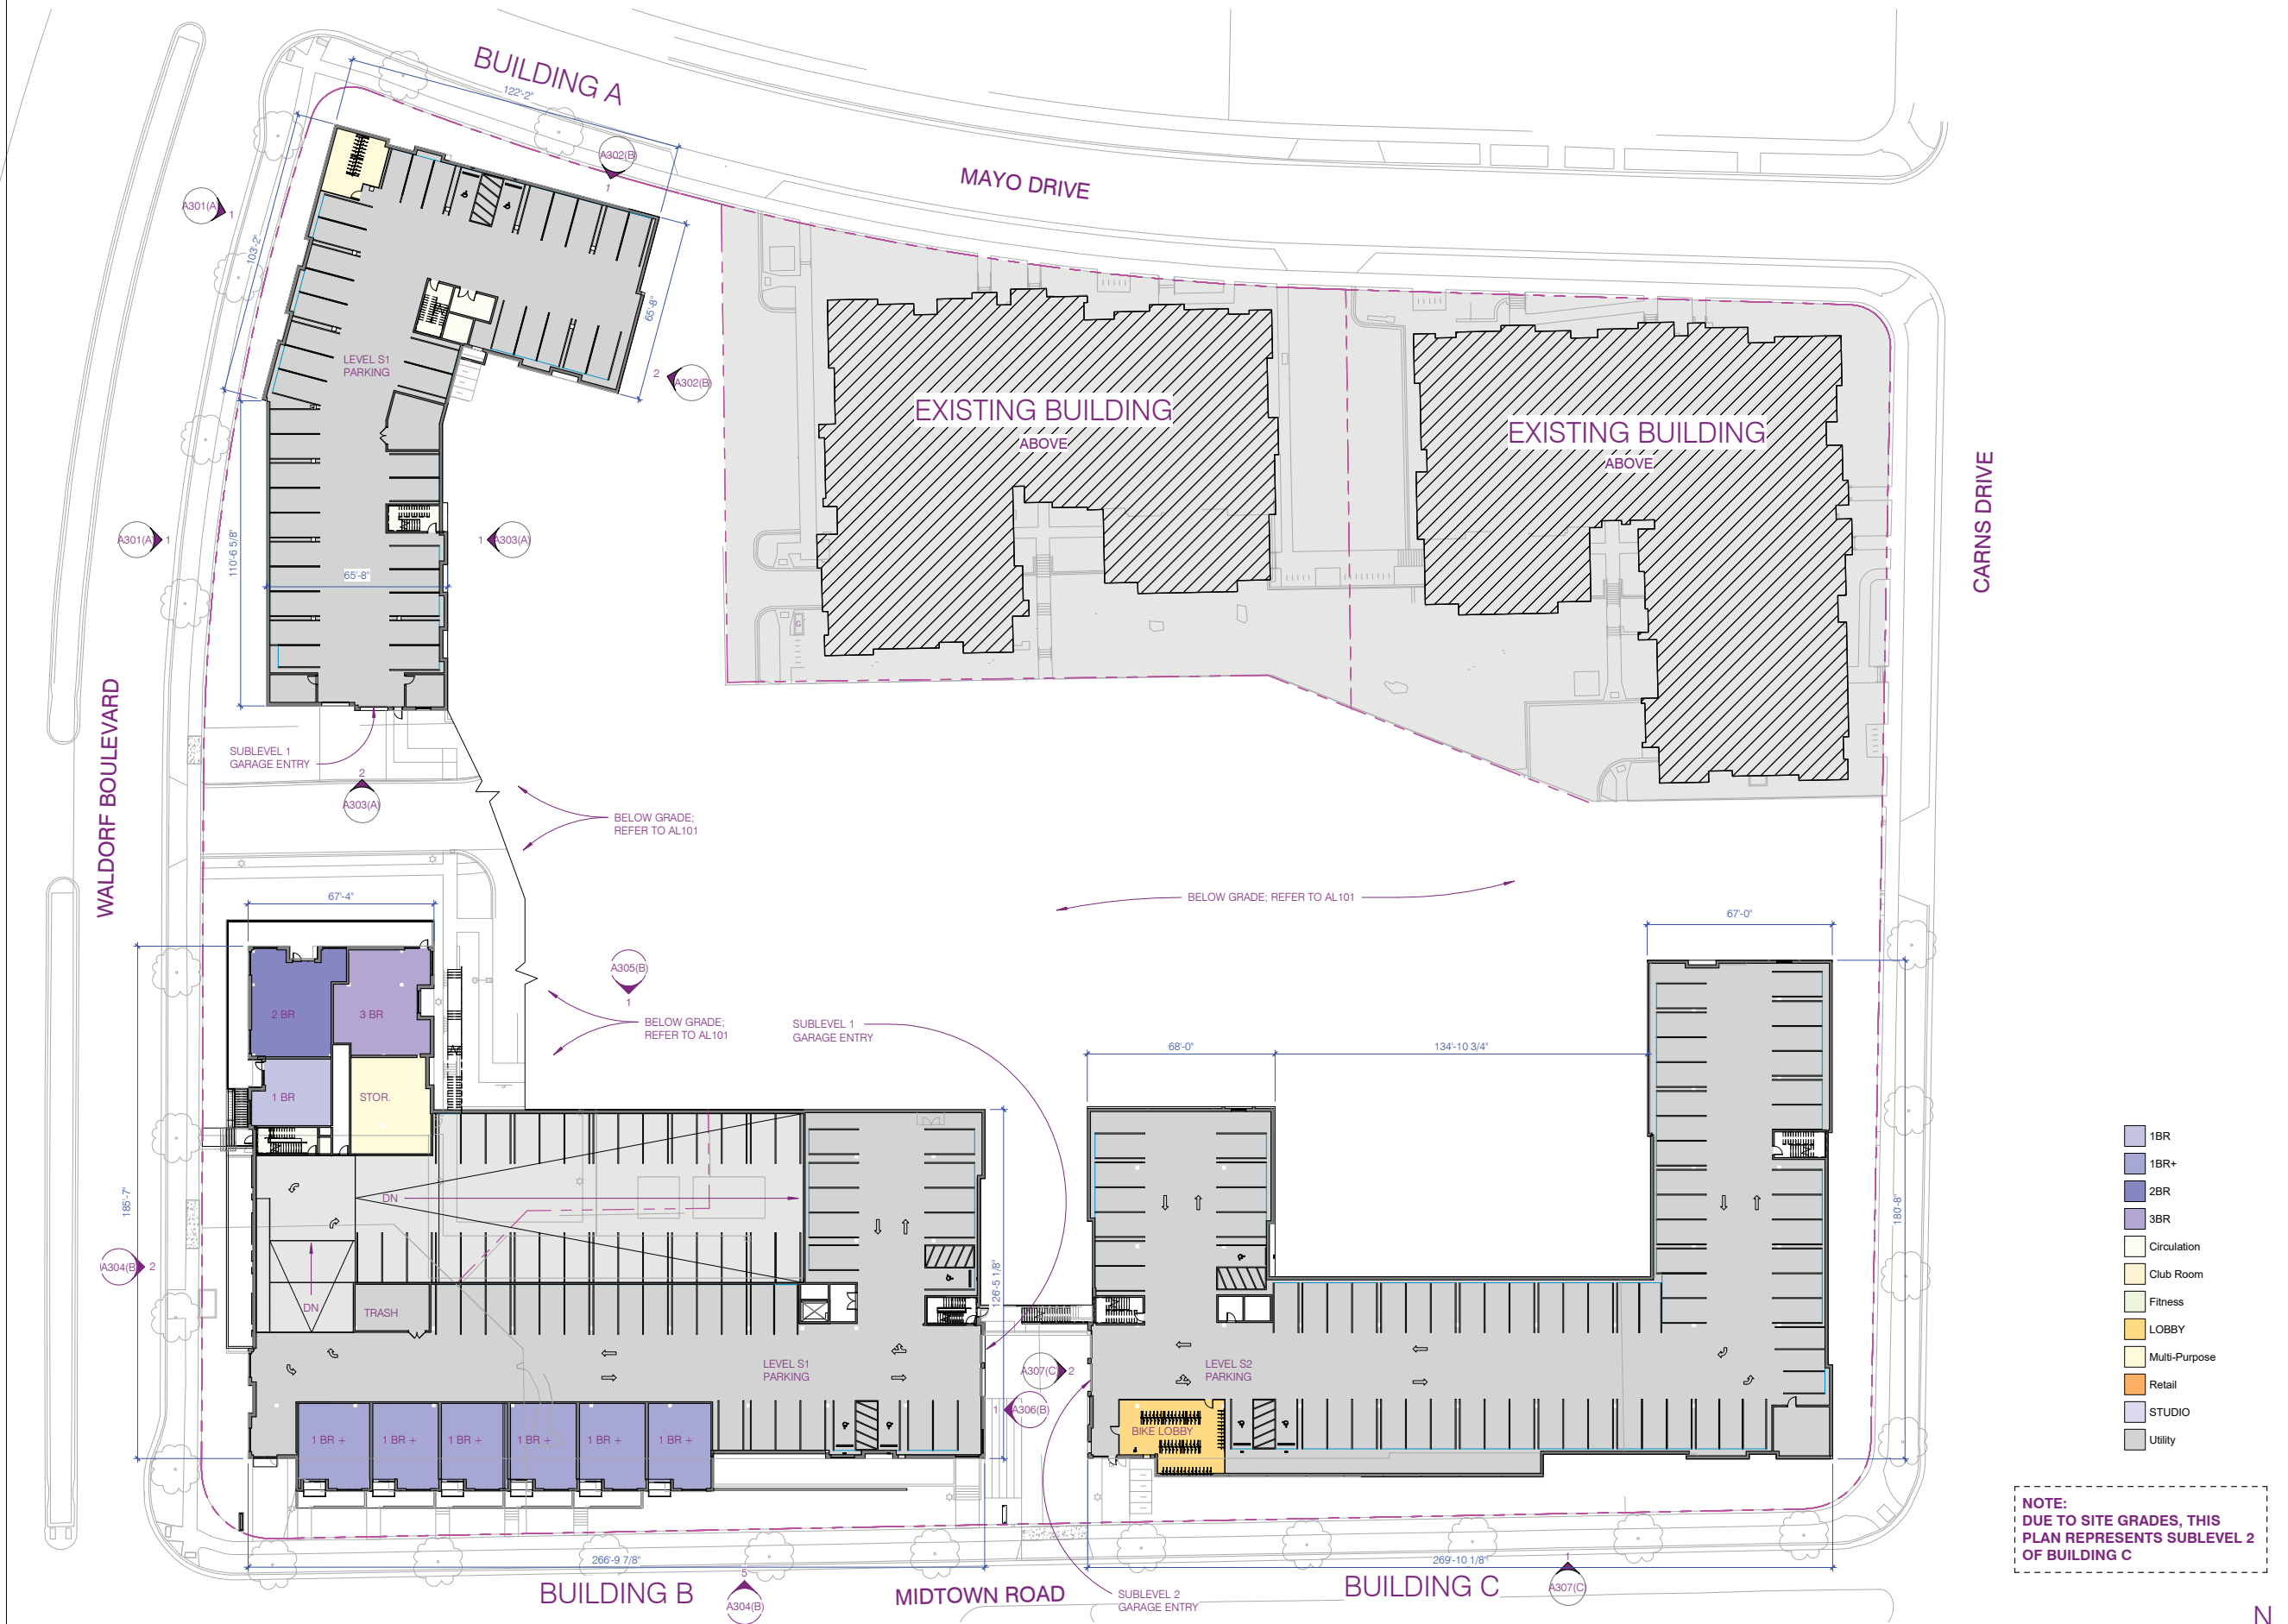 BUILDING A
122'-2"
A302(B)
1
MAYO DRIVE
A301(A)
1
103'-2"
65'-8"
2
A302(B)
LEVEL S1
PARKING
EXISTING BUILDING
ABOVE
EXISTING BUILDING
ABOVE
CARNS DRIVE
A301(A)
1
110'-6 5/8"
65'-8"
1
A303(A)
WALDORF BOULEVARD
SUBLEVEL 1
GARAGE ENTRY
2
A303(A)
BELOW GRADE;
REFER TO AL101
BELOW GRADE; REFER TO AL101
67'-4"
67'-0"
A305(B)
1
2 BR
3 BR
BELOW GRADE;
REFER TO AL101
SUBLEVEL 1
GARAGE ENTRY
68'-0"
134'-10 3/4"
1 BR
STOR.
185'-7"
DN
180'-8"
A304(B)
2
DN
TRASH
126'-5 1/8"
LEVEL S1
PARKING
A307(C)
2
LEVEL S2
PARKING
1
A306(B)
1 BR +
1 BR +
1 BR +
1 BR +
1 BR +
1 BR +
BIKE LOBBY
1BR
1BR+
2BR
3BR
Circulation
Club Room
Fitness
LOBBY
Multi-Purpose
Retail
STUDIO
Utility
NOTE:
DUE TO SITE GRADES, THIS
PLAN REPRESENTS SUBLEVEL 2
OF BUILDING C
266'-9 7/8"
269'-10 1/8"
BUILDING B
5
A304(B)
MIDTOWN ROAD
SUBLEVEL 2
GARAGE ENTRY
BUILDING C
1
A307(C)
N